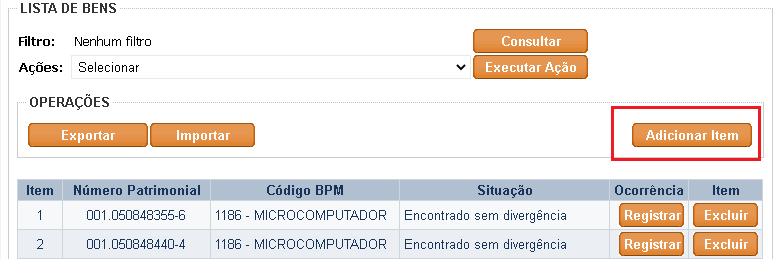 LISTA DE BENS
Filtro: Nenhum filtro Consultar
Ações: Selecionar Executar Ação
OPERAÇÕES
Exportar Importar Adicionar Item
Item Número Patrimonial Código BPM Situação Ocorrência Item
1 001.050848355-6 1186 - MICROCOMPUTADOR Encontrado sem divergência Registrar Excluir
2 001.050848440-4 1186 - MICROCOMPUTADOR Encontrado sem divergência Registrar Excluir